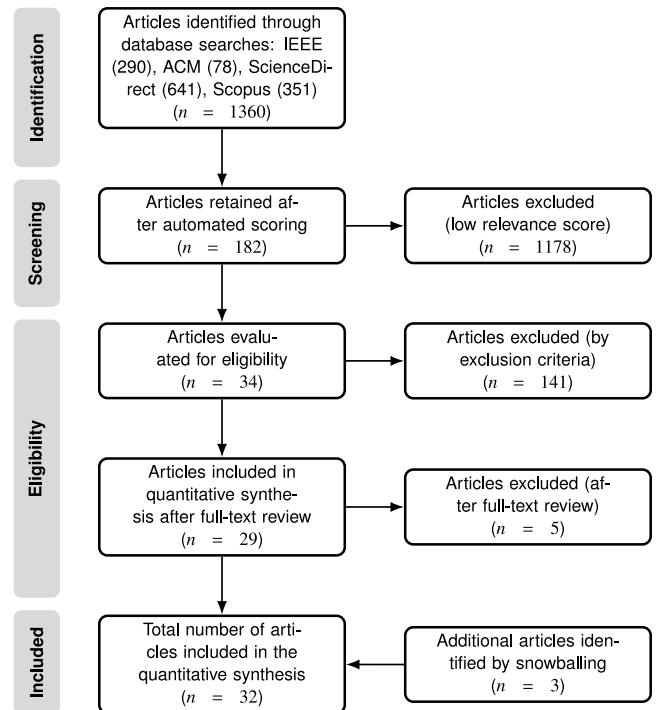 Identification
Articles identified through
database searches: IEEE
(290), ACM (78), ScienceDi-
rect (641), Scopus (351)
(n = 1360)
Screening
Articles retained af-
ter automated scoring
(n = 182)
Articles excluded
(low relevance score)
(n = 1178)
Eligibility
Articles evalu-
ated for eligibility
(n = 34)
Articles excluded (by
exclusion criteria)
(n = 141)
Articles included in
quantitative synthe-
sis after full-text review
(n = 29)
Articles excluded (af-
ter full-text review)
(n = 5)
Included
Total number of arti-
cles included in the
quantitative synthesis
(n = 32)
Additional articles iden-
tified by snowballing
(n = 3)